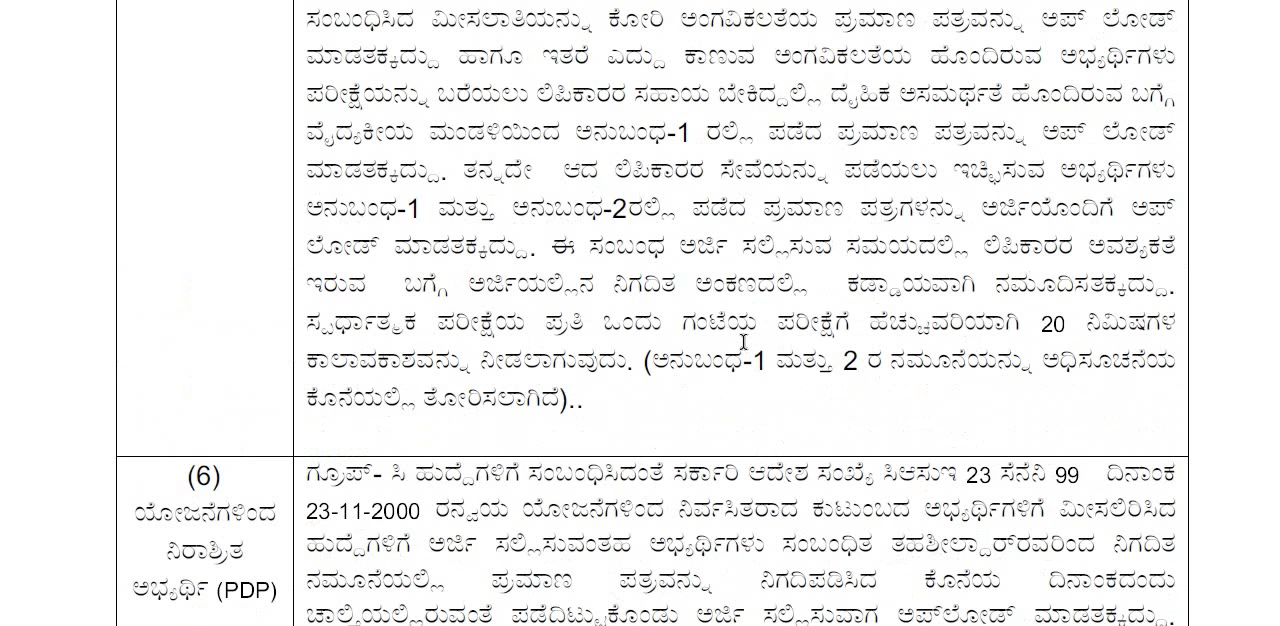 ಸಂಬಂಧಿಸಿದ ಮೀಸಲಾತಿಯನ್ನು ಕೋರಿ ಅಂಗವಿಕಲತೆಯ ಪ್ರಮಾಣ ಪತ್ರವನ್ನು ಅಪ್ ಲೋಡ್
ಮಾಡತಕ್ಕದ್ದು ಹಾಗೂ ಇತರೆ ಎದ್ದು ಕಾಣುವ ಅಂಗವಿಕಲತೆಯ ಹೊಂದಿರುವ ಅಭ್ಯರ್ಥಿಗಳು
ಪರೀಕ್ಷೆಯನ್ನು ಬರೆಯಲು ಲಿಪಿಕಾರರ ಸಹಾಯ ಬೇಕಿದ್ದಲ್ಲಿ ದೈಹಿಕ ಅಸಮರ್ಥತೆ ಹೊಂದಿರುವ ಬಗ್ಗೆ
ವೈದ್ಯಕೀಯ ಮಂಡಳಿಯಿಂದ ಅನುಬಂಧ-1 ರಲ್ಲಿ ಪಡೆದ ಪ್ರಮಾಣ ಪತ್ರವನ್ನು ಅಪ್ ಲೋಡ್
ಮಾಡತಕ್ಕದ್ದು. ತನ್ನದೇ ಆದ ಲಿಪಿಕಾರರ ಸೇವೆಯನ್ನು ಪಡೆಯಲು ಇಚ್ಛಿಸುವ ಅಭ್ಯರ್ಥಿಗಳು
ಅನುಬಂಧ-1 ಮತ್ತು ಅನುಬಂಧ-2ರಲ್ಲಿ ಪಡೆದ ಪ್ರಮಾಣ ಪತ್ರಗಳನ್ನು ಅರ್ಜಿಯೊಂದಿಗೆ ಅಪ್
ಲೋಡ್ ಮಾಡತಕ್ಕದ್ದು. ಈ ಸಂಬಂಧ ಅರ್ಜಿ ಸಲ್ಲಿಸುವ ಸಮಯದಲ್ಲಿ ಲಿಪಿಕಾರರ ಅವಶ್ಯಕತೆ
ಇರುವ ಬಗ್ಗೆ ಅರ್ಜಿಯಲ್ಲಿನ ನಿಗದಿತ ಅಂಕಣದಲ್ಲಿ ಕಡ್ಡಾಯವಾಗಿ ನಮೂದಿಸತಕ್ಕದ್ದು.
ಸ್ಪರ್ಧಾತ್ಮಕ ಪರೀಕ್ಷೆಯ ಪ್ರತಿ ಒಂದು ಗಂಟೆಯ ಪರೀಕ್ಷೆಗೆ ಹೆಚ್ಚುವರಿಯಾಗಿ 20 ನಿಮಿಷಗಳ
ಕಾಲಾವಕಾಶವನ್ನು ನೀಡಲಾಗುವುದು. (ಅನುಬಂಧ-1 ಮತ್ತು 2 ರ ನಮೂನೆಯನ್ನು ಅಧಿಸೂಚನೆಯ
ಕೊನೆಯಲ್ಲಿ ತೋರಿಸಲಾಗಿದೆ)..
(6)
ಯೋಜನೆಗಳಿಂದ
ನಿರಾಶ್ರಿತ
ಅಭ್ಯರ್ಥಿ (PDP)
ಗ್ರೂಪ್- ಸಿ ಹುದ್ದೆಗಳಿಗೆ ಸಂಬಂಧಿಸಿದಂತೆ ಸರ್ಕಾರಿ ಆದೇಶ ಸಂಖ್ಯೆ ಸಿಆಸುಇ 23 ಸೆನೆನಿ 99 ದಿನಾಂಕ
23-11-2000 ರನ್ವಯ ಯೋಜನೆಗಳಿಂದ ನಿರ್ವಸಿತರಾದ ಕುಟುಂಬದ ಅಭ್ಯರ್ಥಿಗಳಿಗೆ ಮೀಸಲಿರಿಸಿದ
ಹುದ್ದೆಗಳಿಗೆ ಅರ್ಜಿ ಸಲ್ಲಿಸುವಂತಹ ಅಭ್ಯರ್ಥಿಗಳು ಸಂಬಂಧಿತ ತಹಶೀಲ್ದಾರ್‌ರವರಿಂದ ನಿಗದಿತ
ನಮೂನೆಯಲ್ಲಿ ಪ್ರಮಾಣ ಪತ್ರವನ್ನು ನಿಗದಿಪಡಿಸಿದ ಕೊನೆಯ ದಿನಾಂಕದಂದು
ಚಾಲ್ತಿಯಲ್ಲಿರುವಂತೆ ಪಡೆದಿಟ್ಟುಕೊಂಡು ಅರ್ಜಿ ಸಲ್ಲಿಸುವಾಗ ಅಪ್‌ಲೋಡ್ ಮಾಡತಕ್ಕದ್ದು.